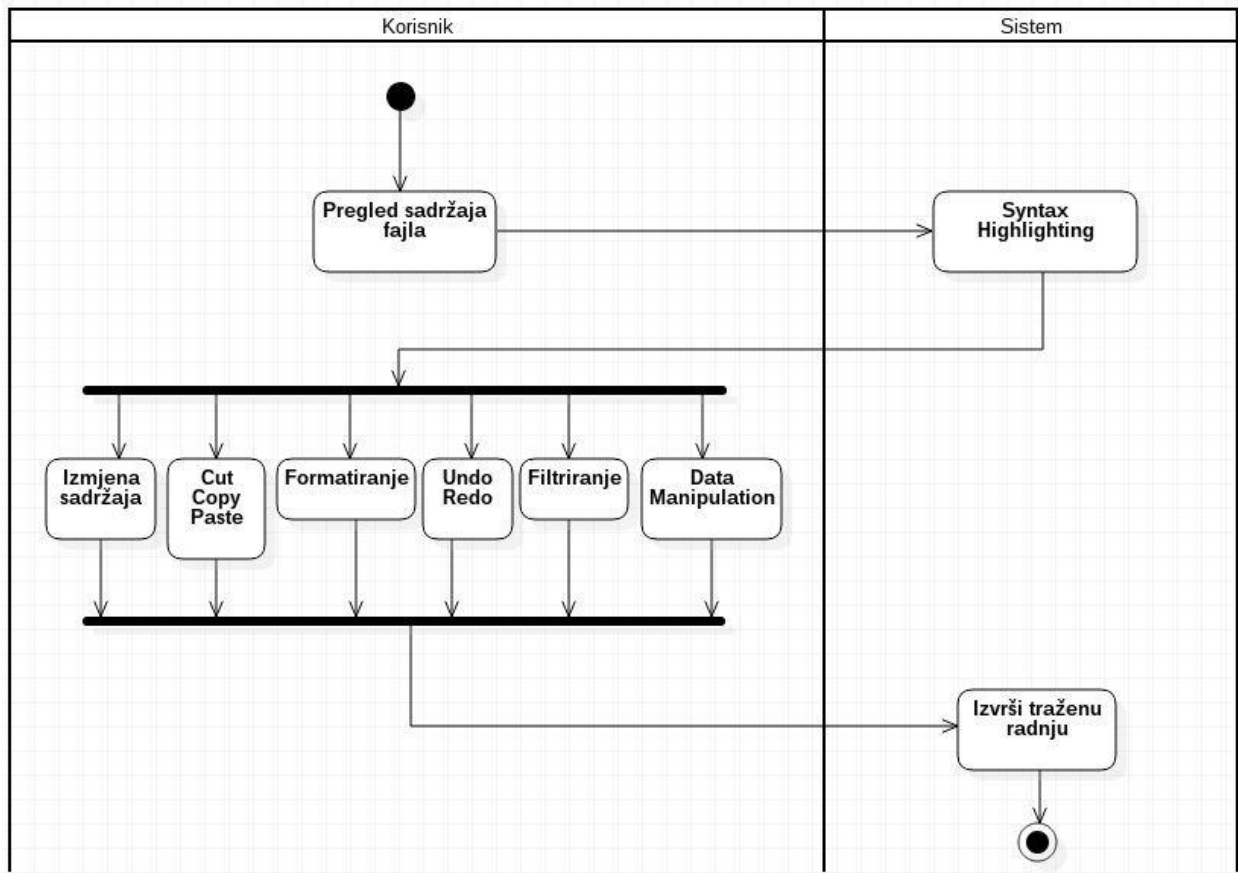 Korisnik
Sistem
Pregled sadržaja
fajla
Syntax
Highlighting
Izmjena
sadržaja
Cut
Copy
Paste
Formatiranje
Undo
Redo
Filtriranje
Data
Manipulation
Izvrši traženu
radnju